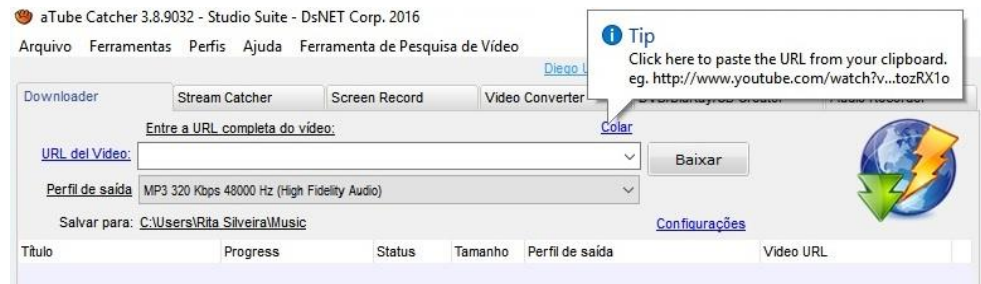 aTube Catcher 3.8.9032 - Studio Suite - DsNET Corp. 2016
Arquivo Ferramentas Perfis Ajuda Ferramenta de Pesquisa de Vídeo
Tip
Click here to paste the URL from your clipboard.
eg. http://www.youtube.com/watch?v...tozRX1o
Diego
Downloader Stream Catcher Screen Record Video Converter
Entre a URL completa do vídeo: Colar
URL del Video: Baixar
Perfil de saída MP3 320 Kbps 48000 Hz (High Fidelity Audio)
Salvar para: C:\Users\Rita Silveira\Music Configurações
Título Progress Status Tamanho Perfil de saída Video URL